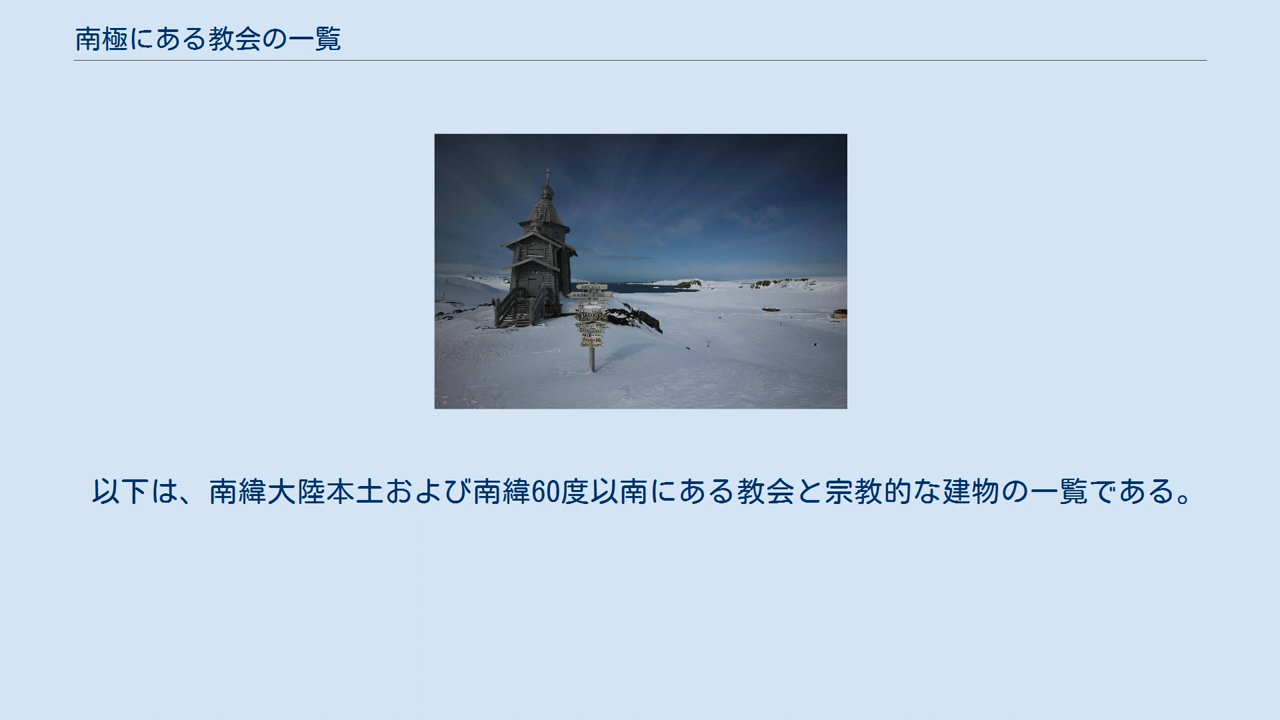 南極にある教会の一覧
以下は、南緯大陸本土および南緯60度以南にある教会と宗教的な建物の一覧である。